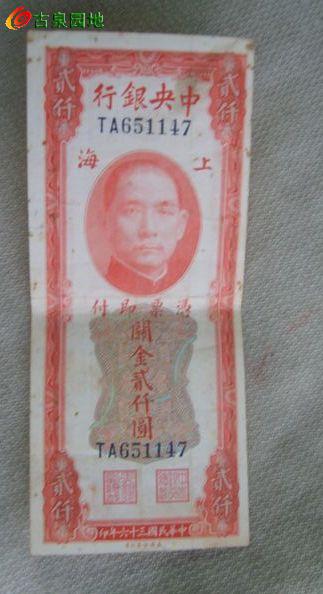 古泉园地
貳仟 貳仟
中央銀行
TA651147
上海
憑票即付
關金貳仟圓
TA651147
貳仟 貳仟
中華民國三十六年印